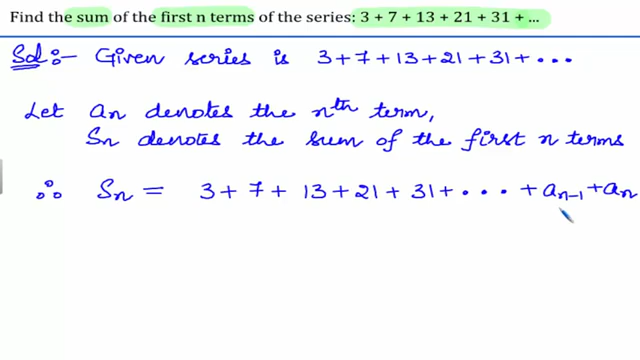 Find the sum of the first n terms of the series: 3 + 7 + 13 + 21 + 31 + ...
Sol :- Given series is 3+7+13+21+31+...
Let an denotes the nth term,
Sn denotes the sum of the first n terms
∴ Sn = 3 + 7 + 13 + 21 + 31 + ... + an-1 + an